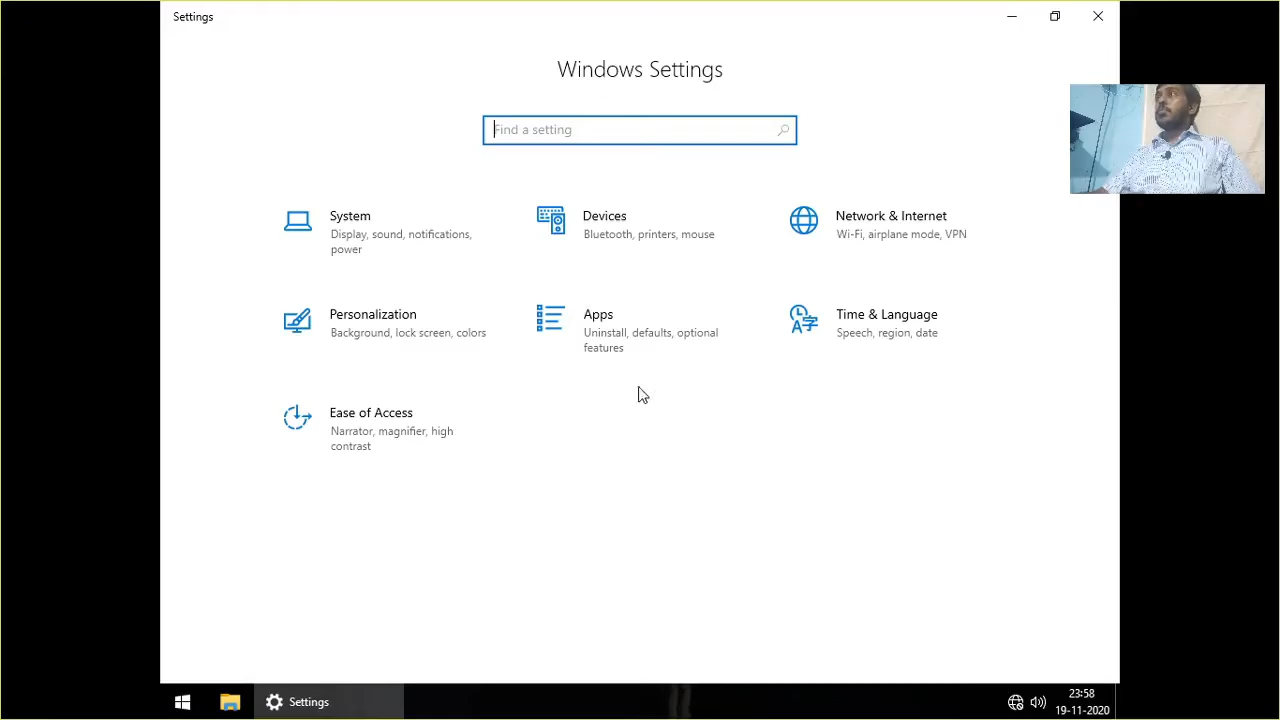 Settings
Windows Settings
Find a setting
System
Display, sound, notifications,
power
Devices
Bluetooth, printers, mouse
Network & Internet
Wi-Fi, airplane mode, VPN
Personalization
Background, lock screen, colors
Apps
Uninstall, defaults, optional
features
Time & Language
Speech, region, date
Ease of Access
Narrator, magnifier, high
contrast
Settings
23:58
19-11-2020